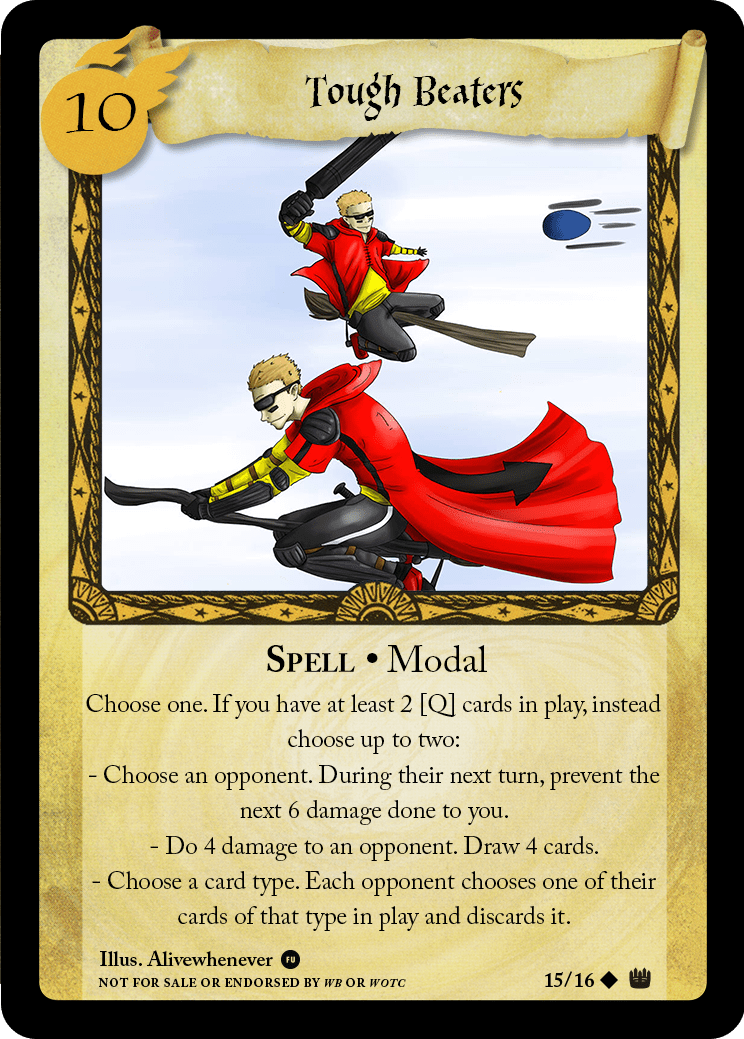 10
Tough Beaters
1
SPELL • Modal
Choose one. If you have at least 2 [Q] cards in play, instead
choose up to two:
- Choose an opponent. During their next turn, prevent the
next 6 damage done to you.
- Do 4 damage to an opponent. Draw 4 cards.
- Choose a card type. Each opponent chooses one of their
cards of that type in play and discards it.
Illus. Alivewhenever FU
NOT FOR SALE OR ENDORSED BY WB OR WOTC
15/16 ◆